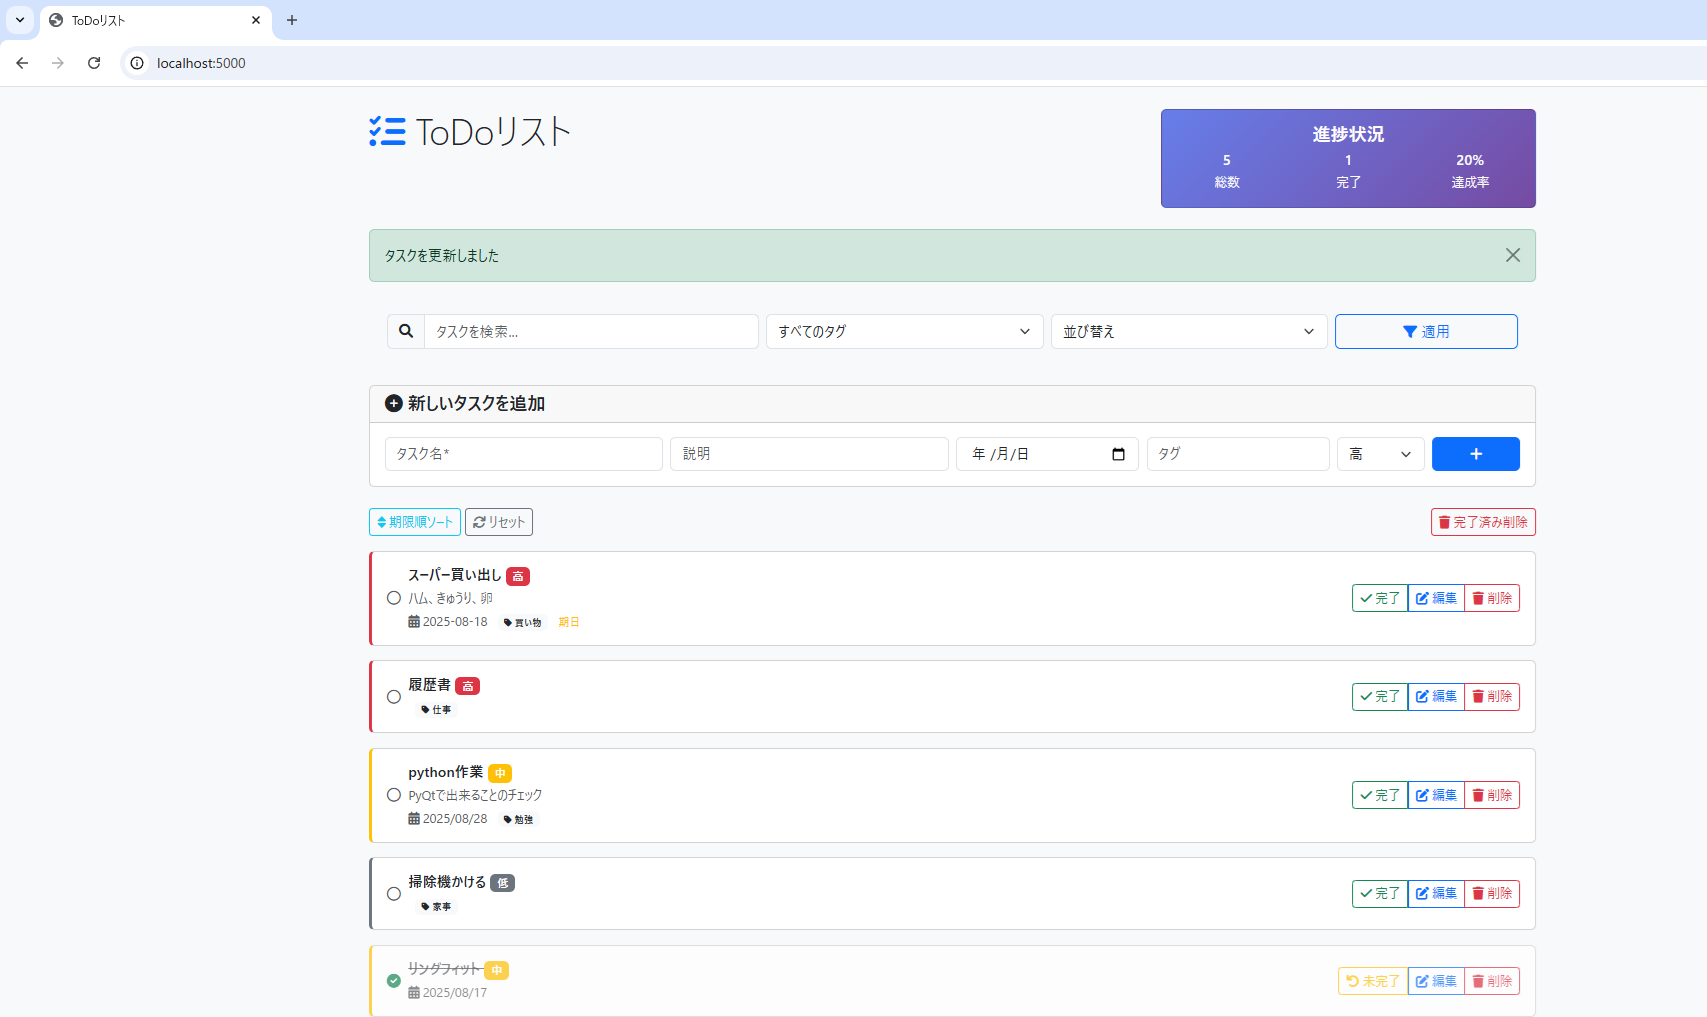 ToDoリスト
localhost:5000
ToDoリスト
進捗状況
5 1 20%
総数 完了 達成率
タスクを更新しました
タスクを検索... すべてのタグ 並び替え 適用
新しいタスクを追加
タスク名* 説明 年 /月/日 タグ 高 +
期限順ソート リセット 完了済み削除
スーパー買い出し 高
ハム、きゅうり、卵
2025-08-18 買い物 期日
完了 編集 削除
履歴書 高
仕事
完了 編集 削除
python作業 中
PyQtで出来ることのチェック
2025/08/28 勉強
完了 編集 削除
掃除機かける 低
家事
完了 編集 削除
リングフィット 中
2025/08/17
未完了 編集 削除